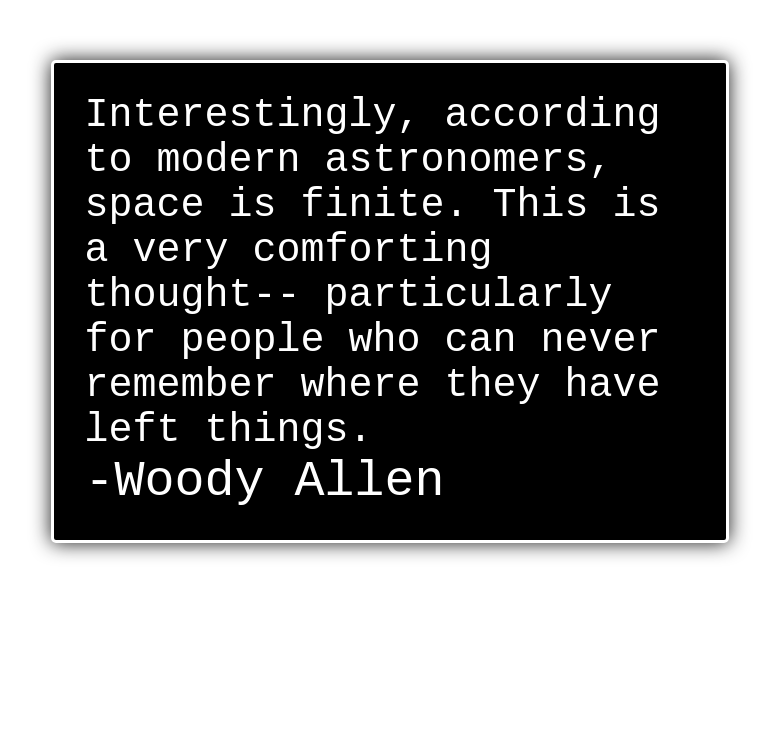 Interestingly, according
to modern astronomers,
space is finite. This is
a very comforting
thought-- particularly
for people who can never
remember where they have
left things.
-Woody Allen